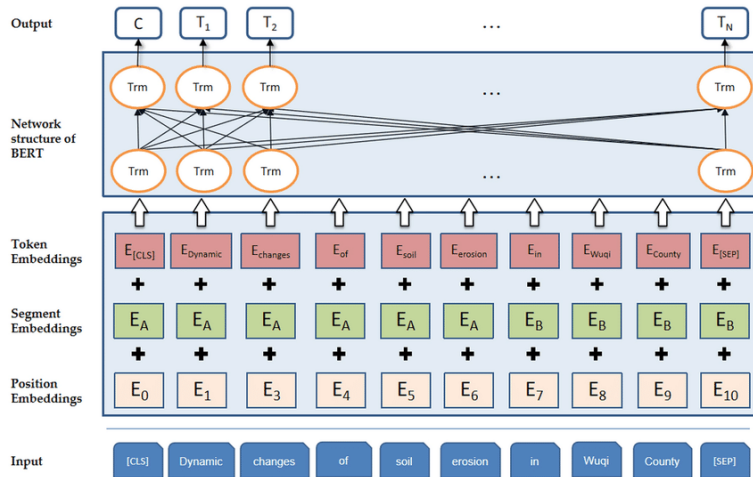 Output C T1 T2 … TN
Trm Trm Trm … Trm
Network
structure of
BERT
Trm Trm Trm … Trm
Token
Embeddings
E[CLS] EDynamic Echanges Eof Esoil Eerosion Ein EWuqi ECounty E[SEP]
+ + + + + + + + + +
Segment
Embeddings
EA EA EA EA EA EA EB EB EB EB
+ + + + + + + + + +
Position
Embeddings
E0 E1 E3 E4 E5 E6 E7 E8 E9 E10
Input [CLS] Dynamic changes of soil erosion in Wuqi County [SEP]